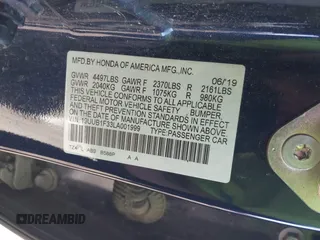 MFD.BY HONDA OF AMERICA MFG.,INC. 06/19
GVWR 4497LBS GAWR F 2370LBS R 2161LBS
GVWR 2040KG GAWR F 1075KG R 980KG
THIS VEHICLE CONFORMS TO ALL APPLICABLE
FEDERAL MOTOR VEHICLE SAFETY, BUMPER,
AND THEFT PREVENTION STANDARDS IN EFFECT
ON THE DATE OF MANUFACTURE SHOWN ABOVE.
TYPE:PASSENGER CAR
A A
DREAMBID